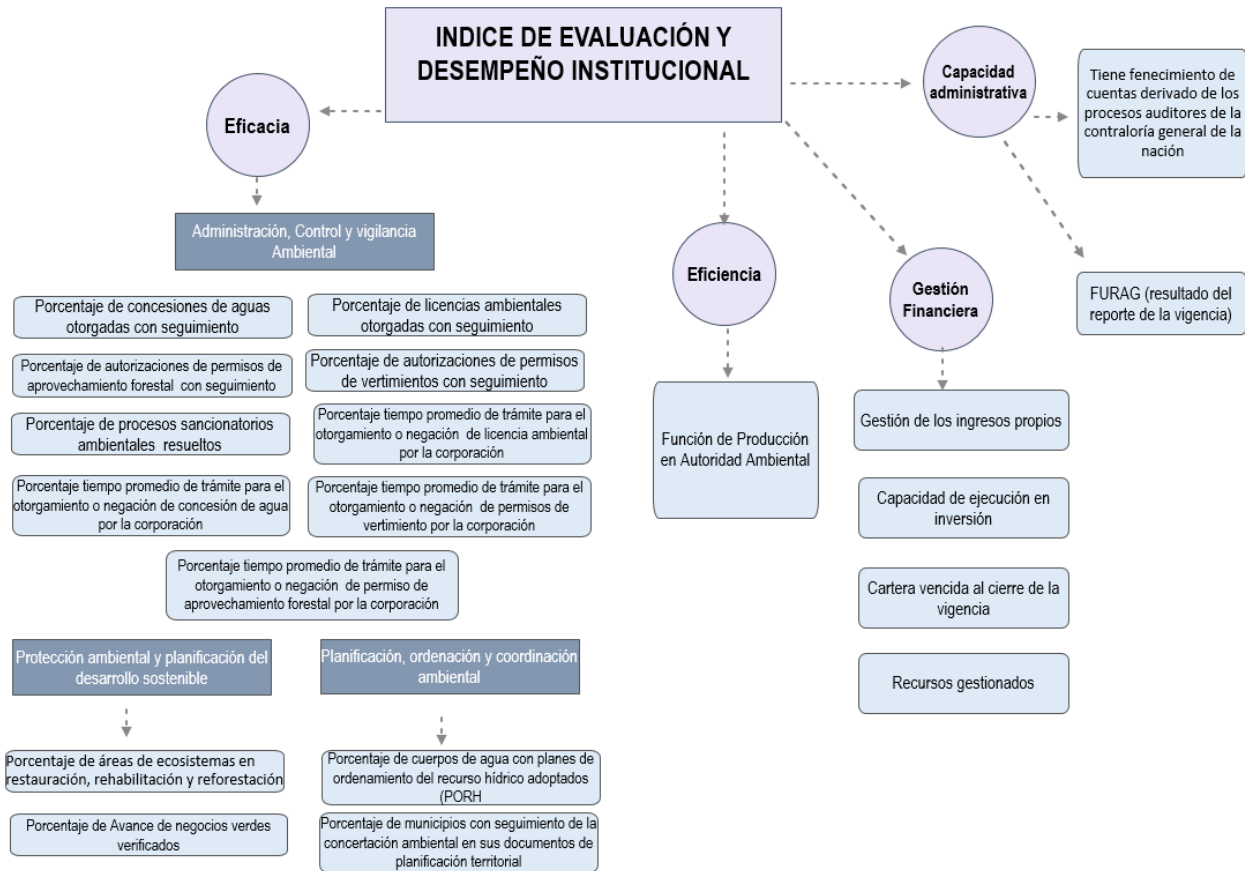 INDICE DE EVALUACIÓN Y
DESEMPEÑO INSTITUCIONAL
Eficacia
Administración, Control y vigilancia
Ambiental
Porcentaje de concesiones de aguas
otorgadas con seguimiento
Porcentaje de licencias ambientales
otorgadas con seguimiento
Porcentaje de autorizaciones de permisos de
aprovechamiento forestal con seguimiento
Porcentaje de autorizaciones de permisos
de vertimientos con seguimiento
Porcentaje de procesos sancionatorios
ambientales resueltos
Porcentaje tiempo promedio de trámite para el
otorgamiento o negación de licencia ambiental
por la corporación
Porcentaje tiempo promedio de trámite para el
otorgamiento o negación de concesión de agua
por la corporación
Porcentaje tiempo promedio de trámite para el
otorgamiento o negación de permisos de
vertimiento por la corporación
Porcentaje tiempo promedio de trámite para el
otorgamiento o negación de permiso de
aprovechamiento forestal por la corporación
Protección ambiental y planificación del
desarrollo sostenible
Porcentaje de áreas de ecosistemas en
restauración, rehabilitación y reforestación
Porcentaje de Avance de negocios verdes
verificados
Planificación, ordenación y coordinación
ambiental
Porcentaje de cuerpos de agua con planes de
ordenamiento del recurso hídrico adoptados
(PORH
Porcentaje de municipios con seguimiento de la
concertación ambiental en sus documentos de
planificación territorial
Eficiencia
Función de Producción
en Autoridad Ambiental
Gestión
Financiera
Gestión de los ingresos propios
Capacidad de ejecución en
inversión
Cartera vencida al cierre de la
vigencia
Recursos gestionados
Capacidad
administrativa
Tiene fenecimiento de
cuentas derivado de los
procesos auditores de la
contraloría general de la
nación
FURAG (resultado del
reporte de la vigencia)